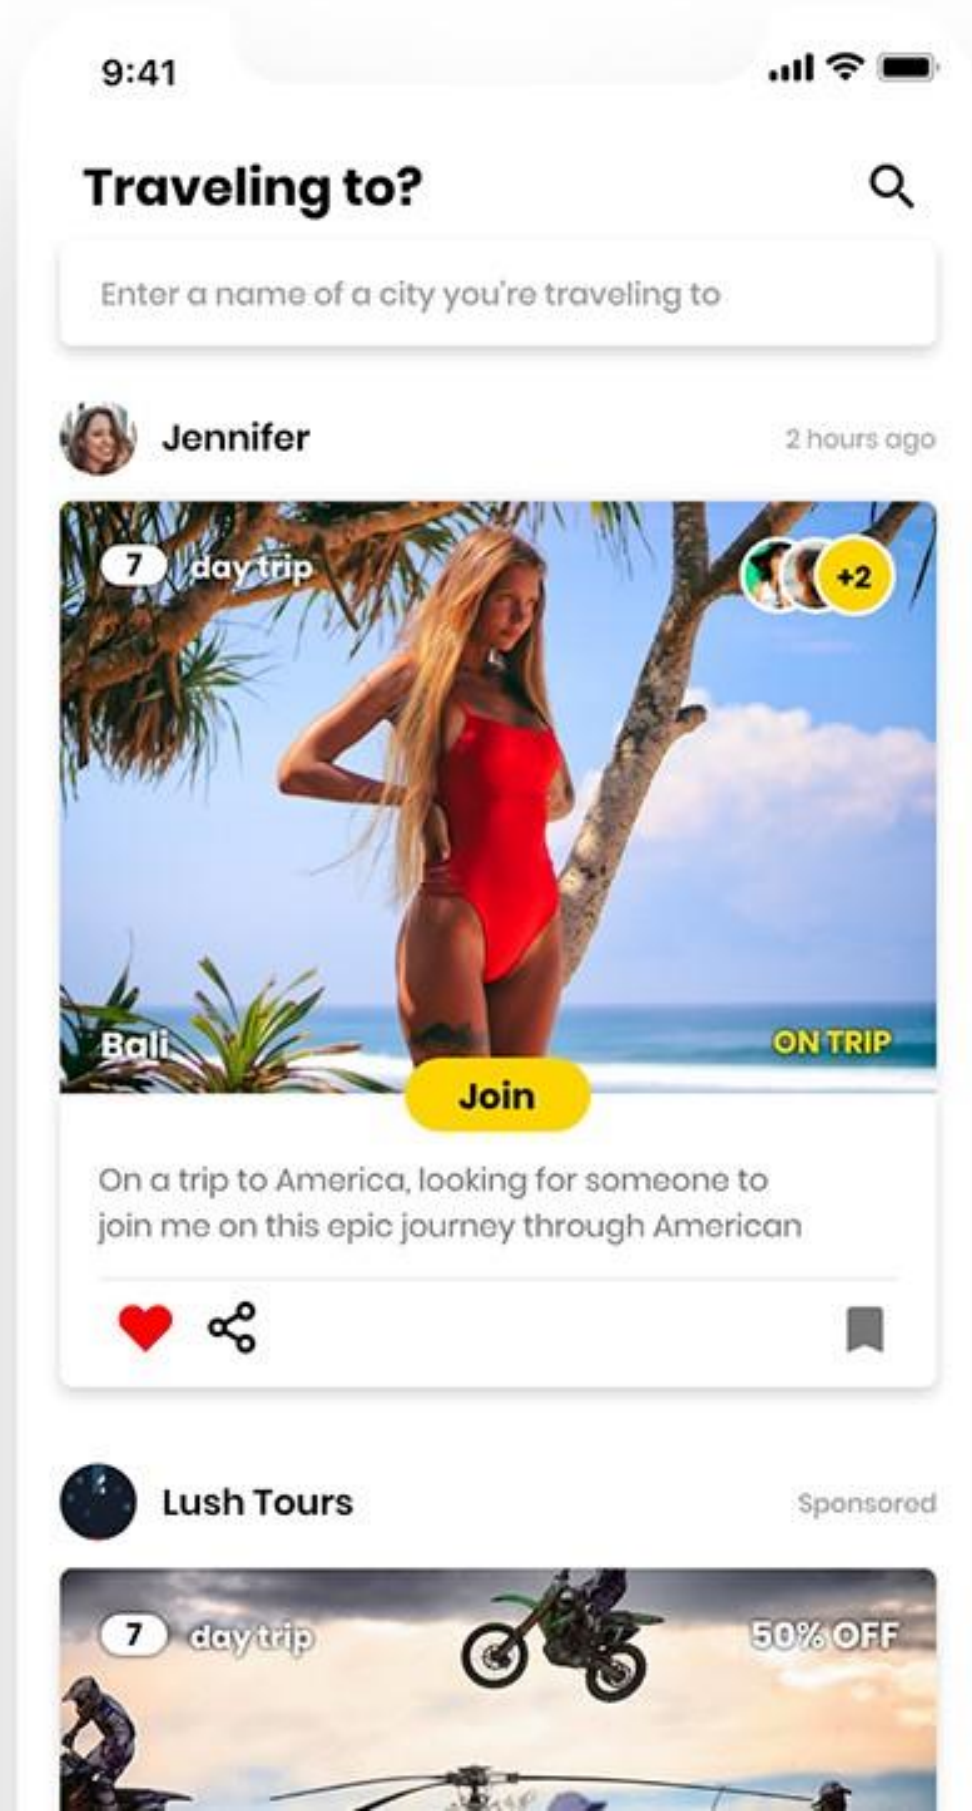 9:41
Traveling to?
Enter a name of a city you're traveling to
Jennifer
2 hours ago
7 day trip
+2
Bali
ON TRIP
Join
On a trip to America, looking for someone to
join me on this epic journey through American
Lush Tours
Sponsored
7 day trip
50% OFF